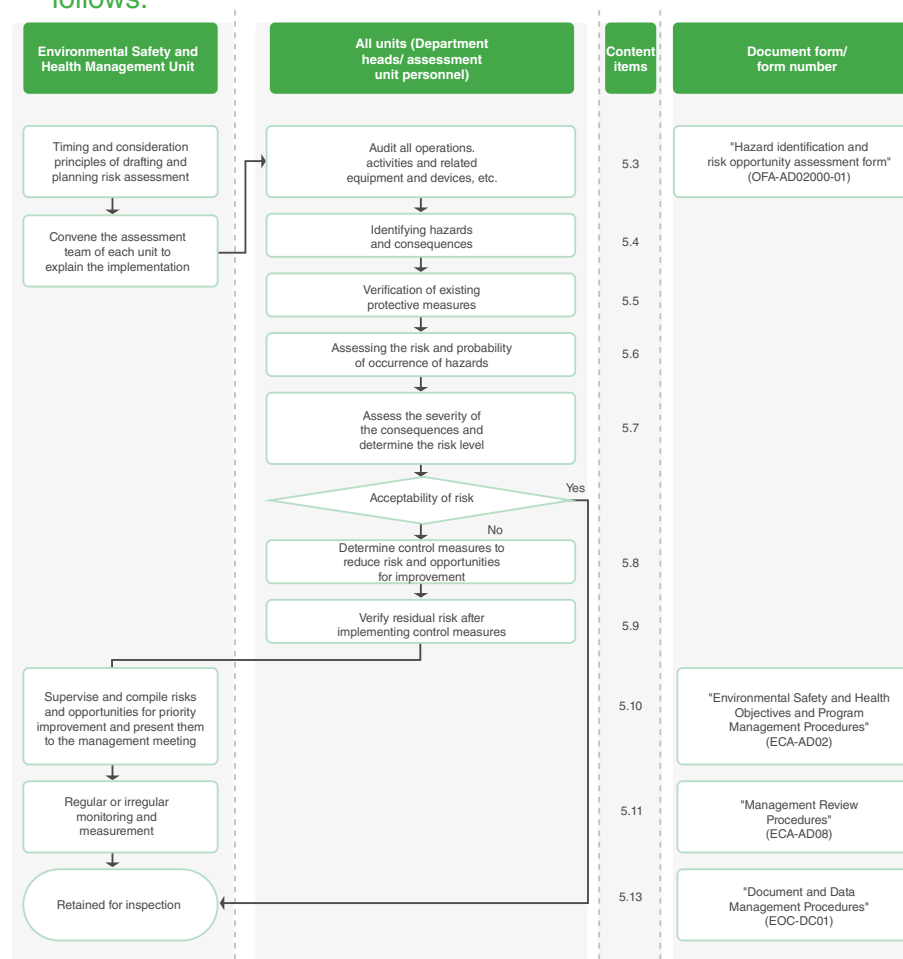 follows:
Environmental Safety and
Health Management Unit
All units (Department
heads/ assessment
unit personnel)
Content
items
Document form/
form number
Timing and consideration
principles of drafting and
planning risk assessment
Audit all operations.
activities and related
equipment and devices, etc.
5.3
"Hazard identification and
risk opportunity assessment form"
(OFA-AD02000-01)
Convene the assessment
team of each unit to
explain the implementation
Identifying hazards
and consequences
5.4
Verification of existing
protective measures
5.5
Assessing the risk and probability
of occurrence of hazards
5.6
Assess the severity of
the consequences and
determine the risk level
5.7
Acceptability of risk
Yes
No
Determine control measures to
reduce risk and opportunities
for improvement
5.8
Verify residual risk after
implementing control measures
5.9
Supervise and compile risks
and opportunities for priority
improvement and present them
to the management meeting
5.10
"Environmental Safety and Health
Objectives and Program
Management Procedures"
(ECA-AD02)
Regular or irregular
monitoring and
measurement
5.11
"Management Review
Procedures"
(ECA-AD08)
Retained for inspection
5.13
"Document and Data
Management Procedures"
(EOC-DC01)